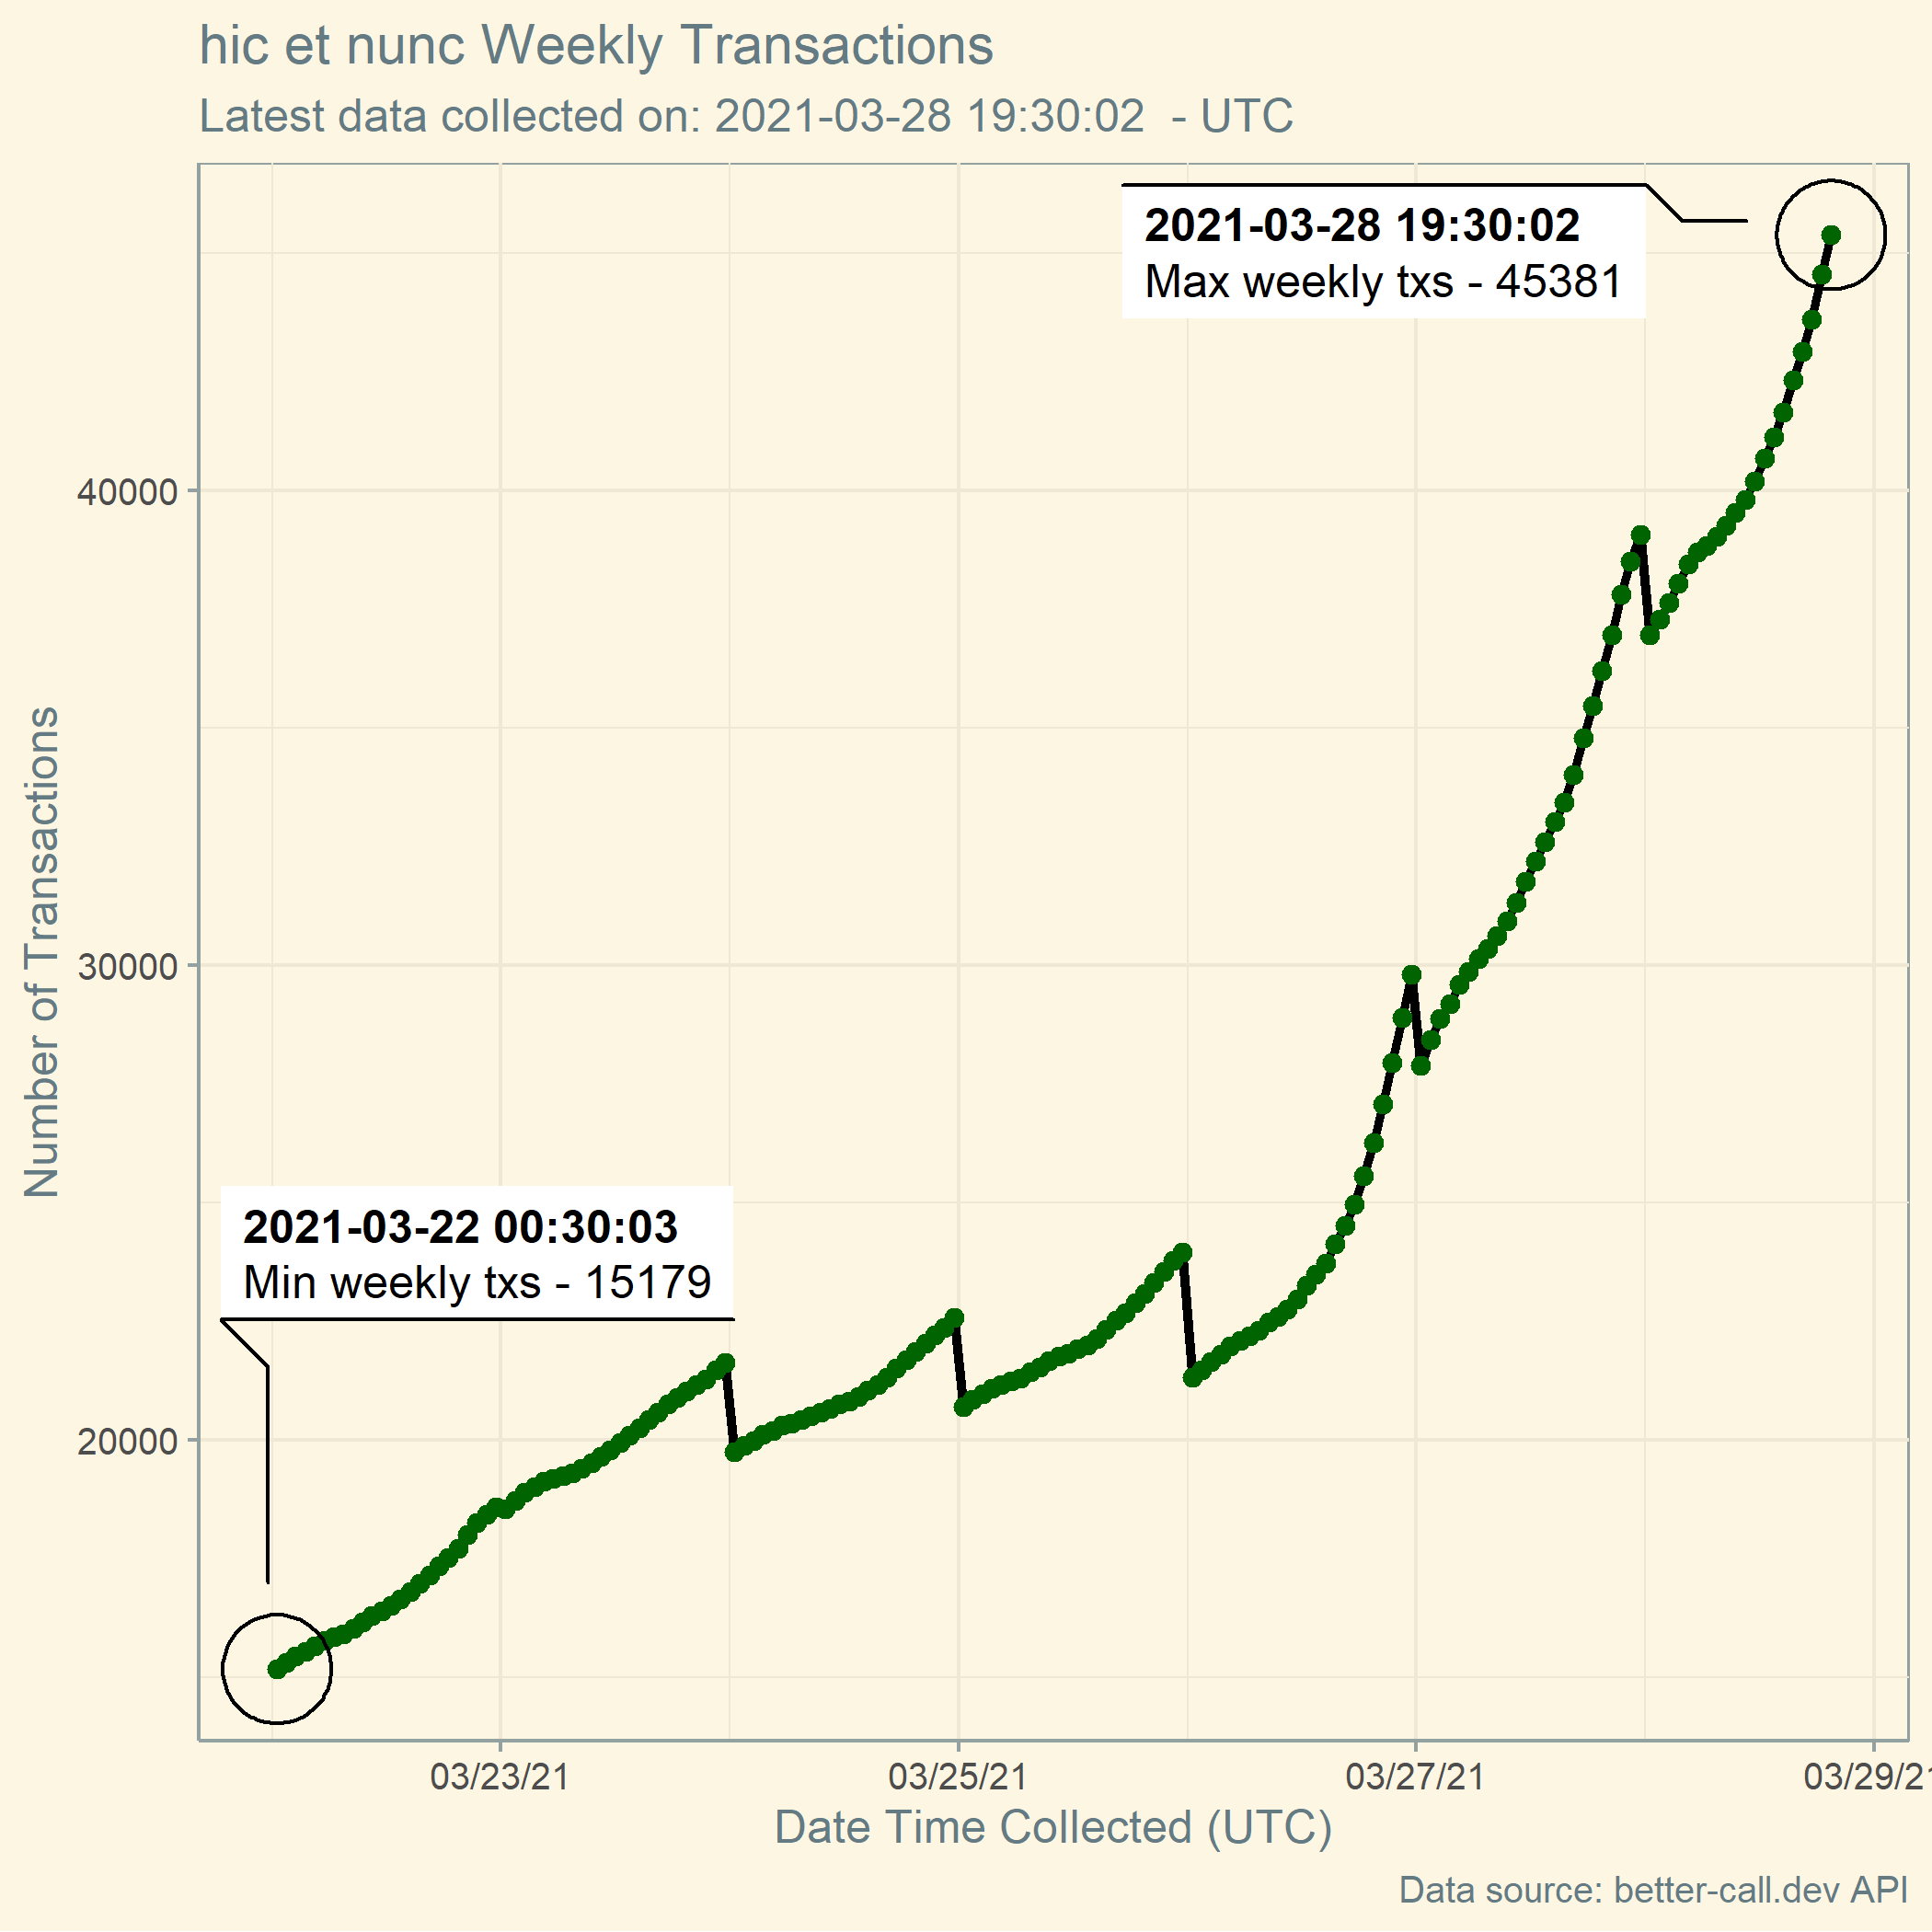 hic et nunc Weekly Transactions
Latest data collected on: 2021-03-28 19:30:02  - UTC
2021-03-28 19:30:02
Max weekly txs - 45381
40000
30000
20000
Number of Transactions
2021-03-22 00:30:03
Min weekly txs - 15179
03/23/21
03/25/21
03/27/21
03/29/21
Date Time Collected (UTC)
Data source: better-call.dev API